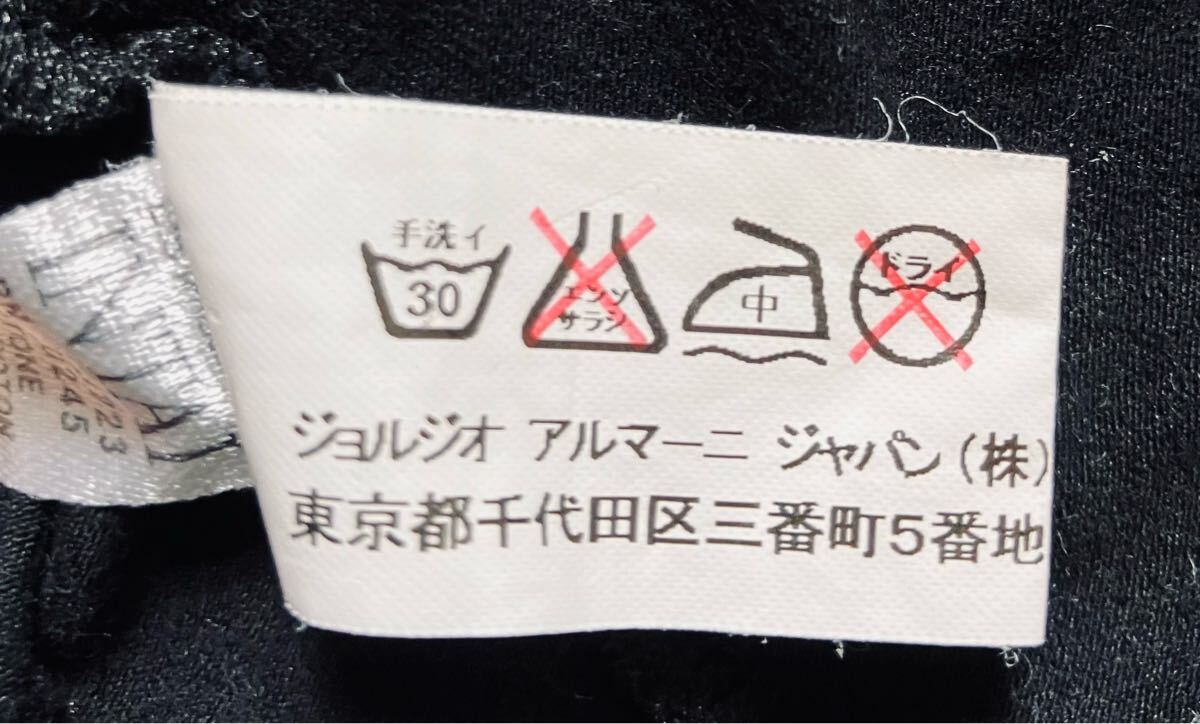 手洗イ
30
エンソ
サラシ
中
ドライ
ジョルジオ アルマーニ ジャパン(株)
東京都千代田区三番町5番地
245